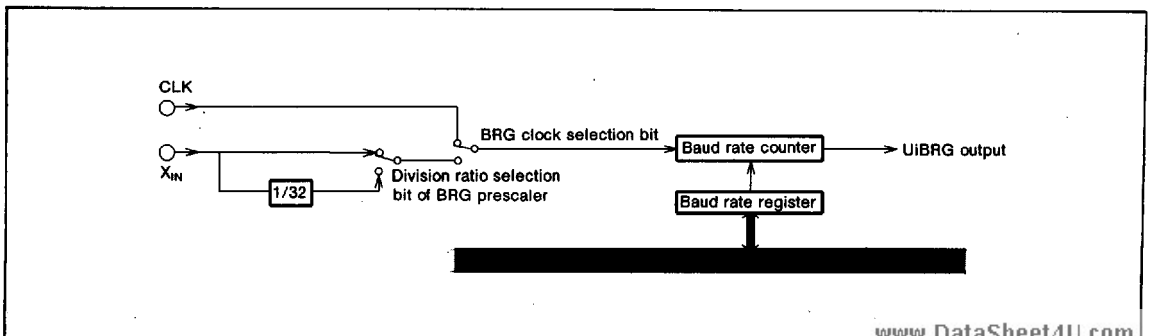 CLK
BRG clock selection bit
Baud rate counter
UiBRG output
XIN
Division ratio selection
bit of BRG prescaler
1/32
Baud rate register
www.DataSheet4U.com